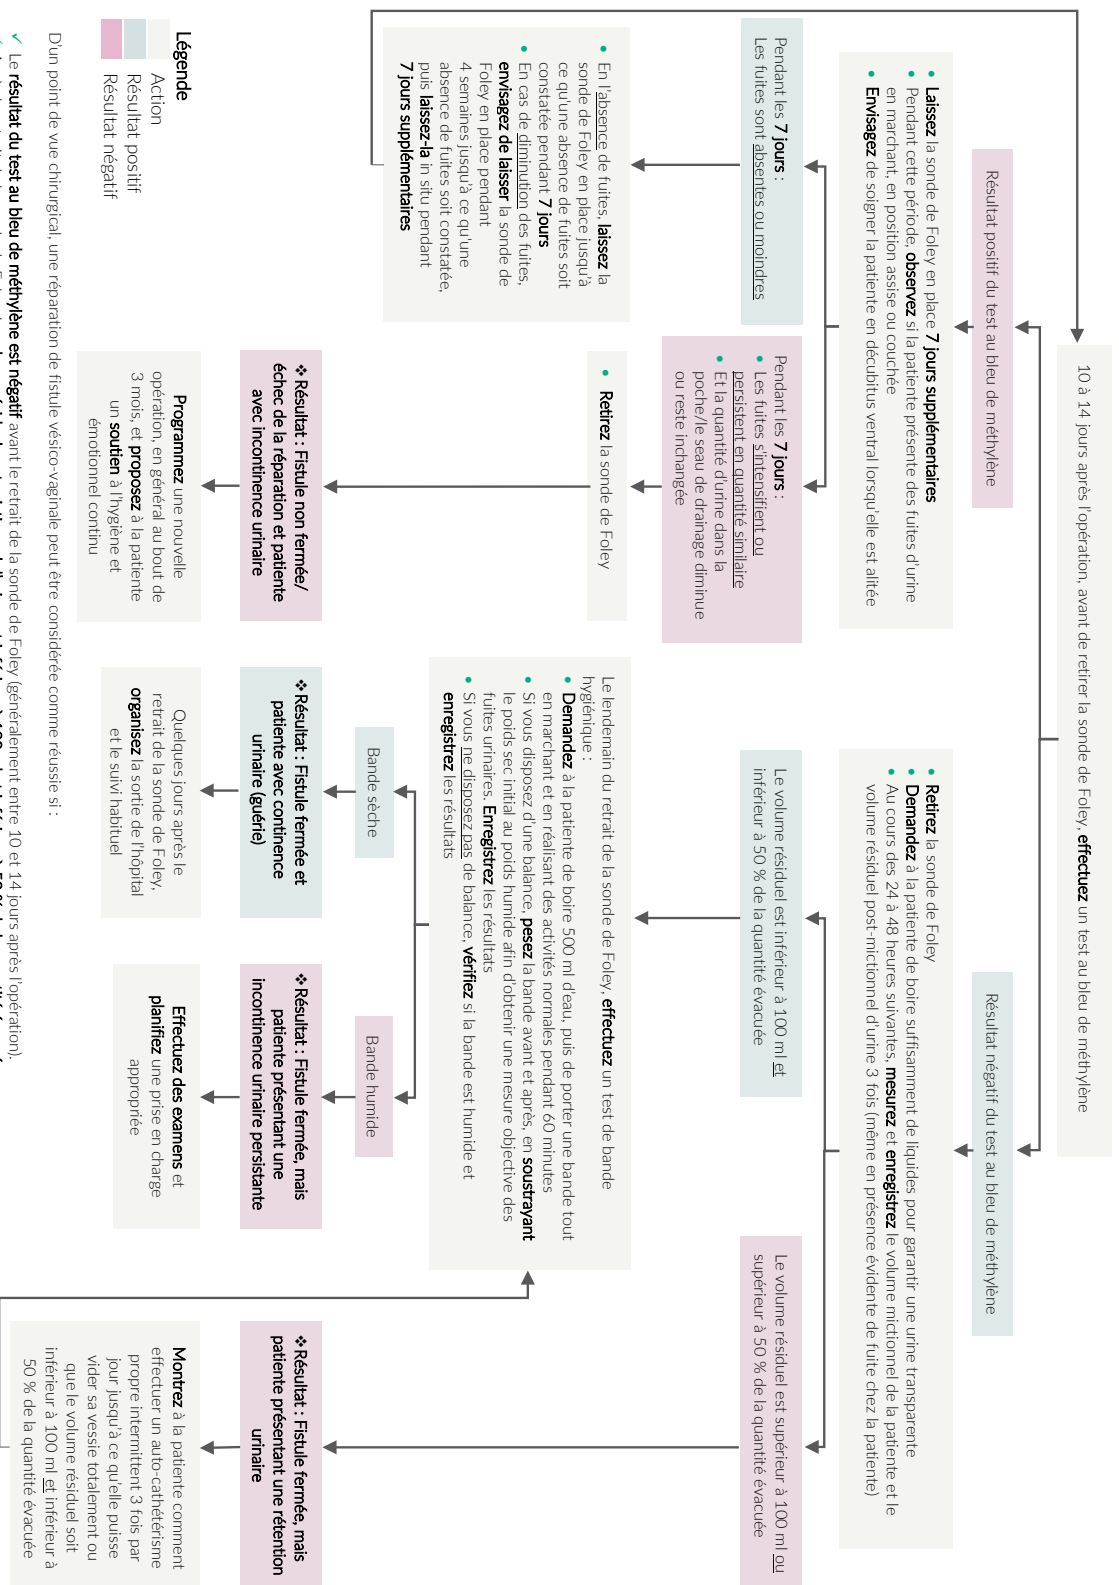 10 à 14 jours après l'opération, avant de retirer la sonde de Foley, effectuez un test au bleu de méthylène
Résultat positif du test au bleu de méthylène
• Laissez la sonde de Foley en place 7 jours supplémentaires
• Pendant cette période, observez si la patiente présente des fuites d'urine
en marchant, en position assise ou couchée
• Envisagez de soigner la patiente en décubitus ventral lorsqu'elle est alitée
Pendant les 7 jours :
Les fuites sont absentes ou moindres
• En l'absence de fuites, laissez la
sonde de Foley en place jusqu'à
ce qu'une absence de fuites soit
constatée pendant 7 jours
• En cas de diminution des fuites,
envisagez de laisser la sonde de
Foley en place pendant
4 semaines jusqu'à ce qu'une
absence de fuites soit constatée,
puis laissez-la in situ pendant
7 jours supplémentaires
Pendant les 7 jours :
• Les fuites s'intensifient ou
persistent en quantité similaire
• Et la quantité d'urine dans la
poche/le seau de drainage diminue
ou reste inchangée
• Retirez la sonde de Foley
❖ Résultat : Fistule non fermée/
échec de la réparation et patiente
avec incontinence urinaire
Programmez une nouvelle
opération, en général au bout de
3 mois, et proposez à la patiente
un soutien à l'hygiène et
émotionnel continu
Résultat négatif du test au bleu de méthylène
• Retirez la sonde de Foley
• Demandez à la patiente de boire suffisamment de liquides pour garantir une urine transparente
• Au cours des 24 à 48 heures suivantes, mesurez et enregistrez le volume mictionnel de la patiente et le
volume résiduel post-mictionnel d'urine 3 fois (même en présence évidente de fuite chez la patiente)
Le volume résiduel est inférieur à 100 ml et
inférieur à 50 % de la quantité évacuée
Le lendemain du retrait de la sonde de Foley, effectuez un test de bande
hygiénique :
• Demandez à la patiente de boire 500 ml d'eau, puis de porter une bande tout
en marchant et en réalisant des activités normales pendant 60 minutes
• Si vous disposez d'une balance, pesez la bande avant et après, en soustrayant
le poids sec initial au poids humide afin d'obtenir une mesure objective des
fuites urinaires. Enregistrez les résultats
• Si vous ne disposez pas de balance, vérifiez si la bande est humide et
enregistrez les résultats
Bande sèche
❖ Résultat : Fistule fermée et
patiente avec continence
urinaire (guérie)
Quelques jours après le
retrait de la sonde de Foley,
organisez la sortie de l'hôpital
et le suivi habituel
Bande humide
❖ Résultat : Fistule fermée, mais
patiente présentant une
incontinence urinaire persistante
Effectuez des examens et
planifiez une prise en charge
appropriée
Le volume résiduel est supérieur à 100 ml ou
supérieur à 50 % de la quantité évacuée
❖ Résultat : Fistule fermée, mais
patiente présentant une rétention
urinaire
Montrez à la patiente comment
effectuer un auto-cathétérisme
propre intermittent 3 fois par
jour jusqu'à ce qu'elle puisse
vider sa vessie totalement ou
que le volume résiduel soit
inférieur à 100 ml et inférieur à
50 % de la quantité évacuée
Légende
Action
Résultat positif
Résultat négatif
D'un point de vue chirurgical, une réparation de fistule vésico-vaginale peut être considérée comme réussie si :
✓ Le résultat du test au bleu de méthylène est négatif avant le retrait de la sonde de Foley (généralement entre 10 et 14 jours après l'opération).